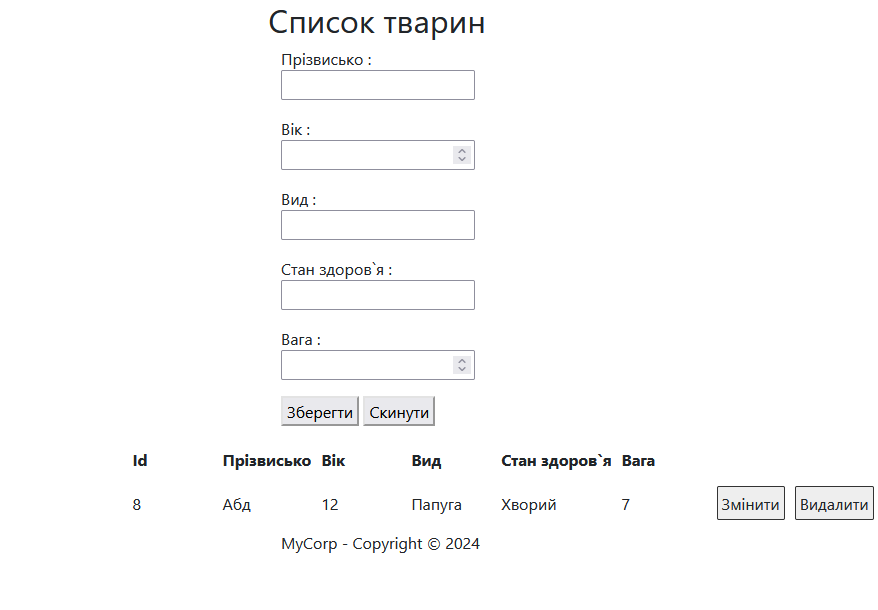 Список тварин
Прізвисько :
Вік :
Вид :
Стан здоров`я :
Вага :
Зберегти Скинути
Id Прізвисько Вік Вид Стан здоров`я Вага
8 Абд 12 Папуга Хворий 7 Змінити Видалити
MyCorp - Copyright © 2024